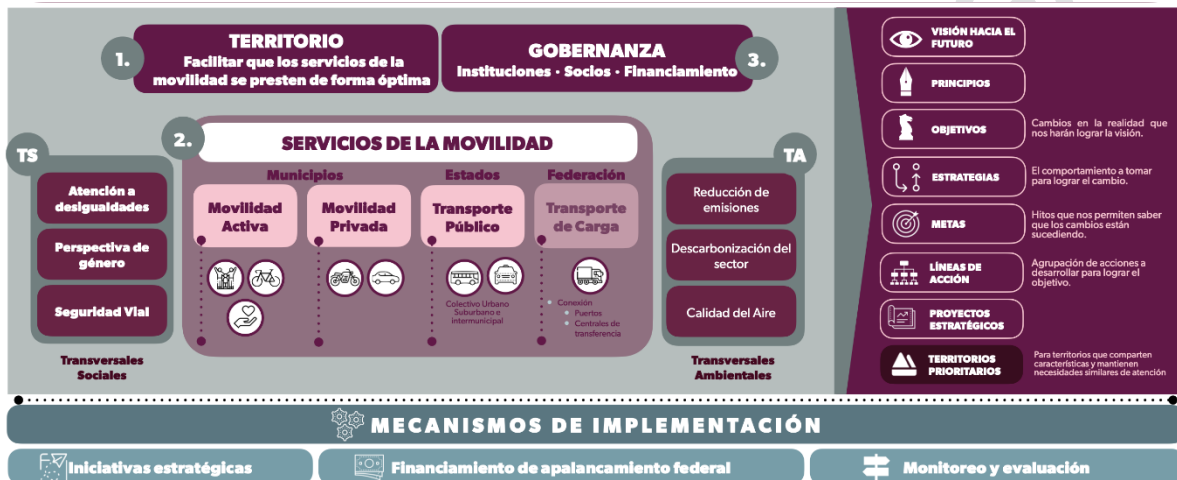 1.
TERRITORIO
Facilitar que los servicios de la
movilidad se presten de forma óptima
GOBERNANZA
Instituciones · Socios · Financiamiento
3.
TS
Atención a
desigualdades
Perspectiva de
género
Seguridad Vial
Transversales
Sociales
2.
SERVICIOS DE LA MOVILIDAD
Municipios
Estados
Federación
Movilidad
Activa
Movilidad
Privada
Transporte
Público
Transporte
de Carga
Colectivo Urbano
Suburbano e
intermunicipal
Conexión
Puertos
Centrales de
transferencia
TA
Reducción de
emisiones
Descarbonización del
sector
Calidad del Aire
Transversales
Ambientales
VISIÓN HACIA EL
FUTURO
PRINCIPIOS
OBJETIVOS
Cambios en la realidad que
nos harán lograr la visión.
ESTRATEGIAS
El comportamiento a tomar
para lograr el cambio.
METAS
Hitos que nos permiten saber
que los cambios están
sucediendo.
LÍNEAS DE
ACCIÓN
Agrupación de acciones a
desarrollar para lograr el
objetivo.
PROYECTOS
ESTRATÉGICOS
TERRITORIOS
PRIORITARIOS
Para territorios que comparten
características y mantienen
necesidades similares de atención
MECANISMOS DE IMPLEMENTACIÓN
Iniciativas estratégicas
Financiamiento de apalancamiento federal
Monitoreo y evaluación